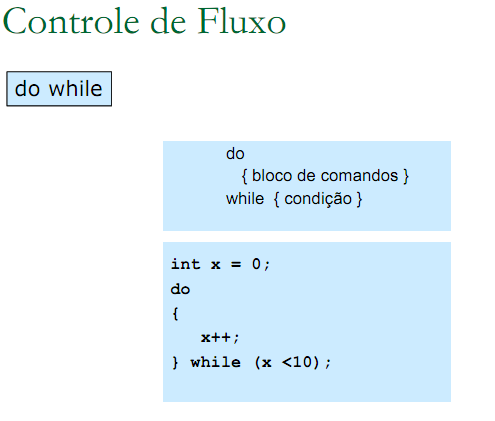 Controle de Fluxo
do while
do
{ bloco de comandos }
while { condição }
int x = 0;
do
{
x++;
} while (x <10);